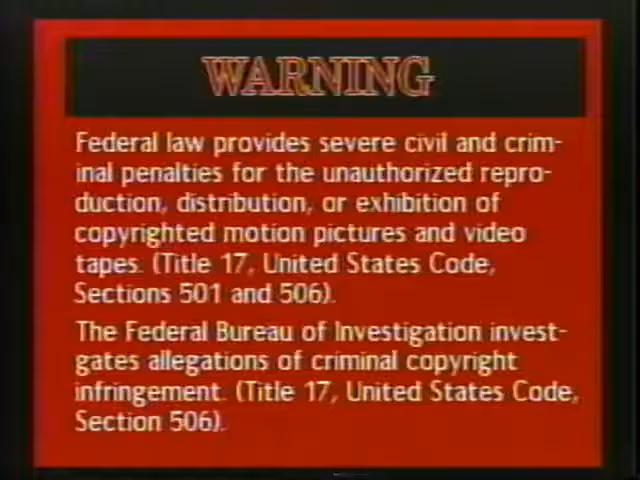 WARNING
Federal law provides severe civil and crim-
inal penalties for the unauthorized repro-
duction, distribution, or exhibition of
copyrighted motion pictures and video
tapes. (Title 17, United States Code,
Sections 501 and 506).
The Federal Bureau of Investigation invest-
gates allegations of criminal copyright
infringement. (Title 17, United States Code,
Section 506).